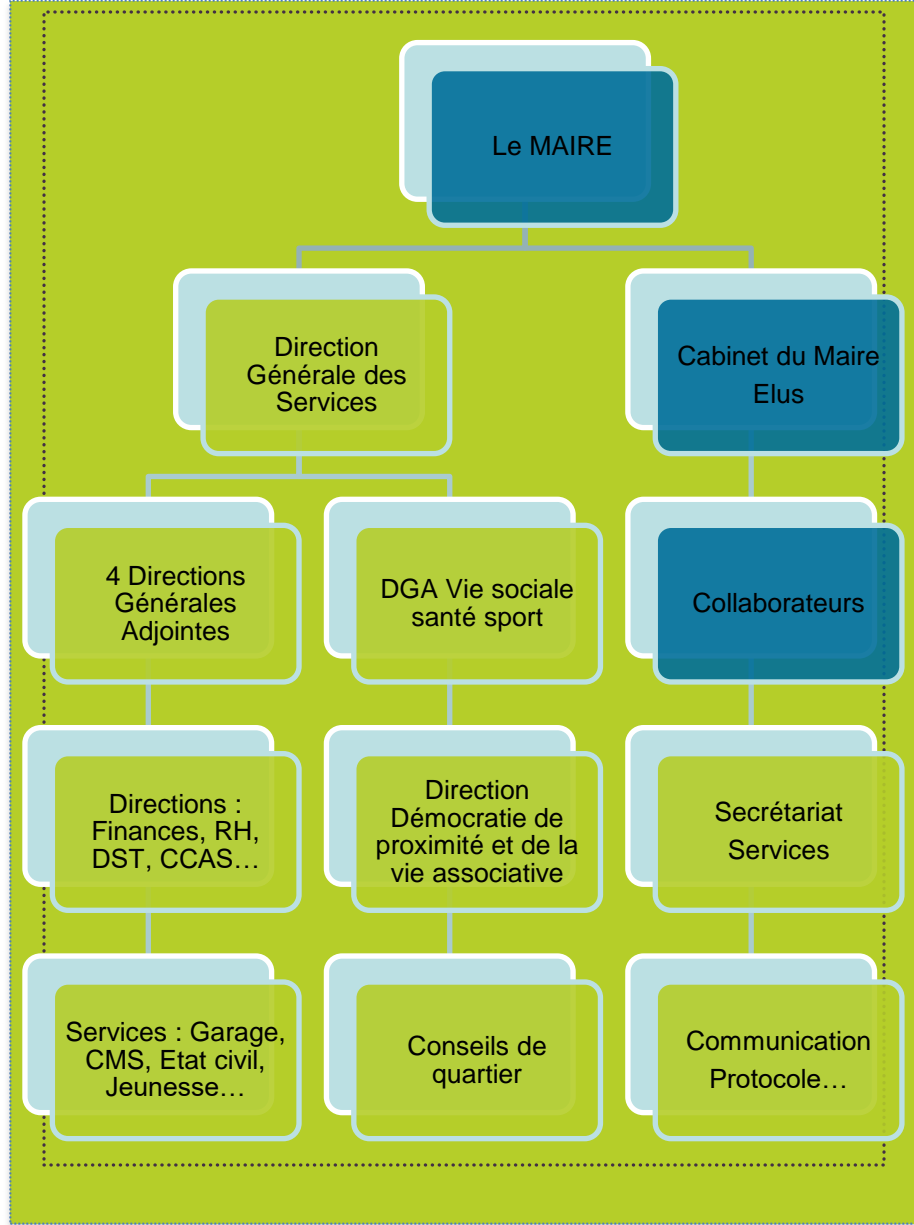 Le MAIRE
Direction
Générale des
Services
Cabinet du Maire
Elus
4 Directions
Générales
Adjointes
DGA Vie sociale
santé sport
Collaborateurs
Directions :
Finances, RH,
DST, CCAS…
Direction
Démocratie de
proximité et de la
vie associative
Secrétariat
Services
Services : Garage,
CMS, Etat civil,
Jeunesse…
Conseils de
quartier
Communication
Protocole…